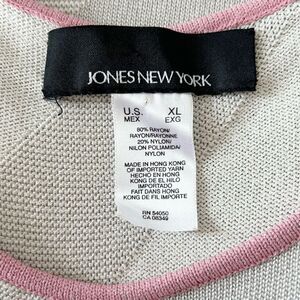 JONES NEW YORK
U.S. XL
MEX EXG
80% RAYON/
RAYON/RAYONNE
20% NYLON/
NILON POLIAMIDA/
NYLON
MADE IN HONG KONG
OF IMPORTED YARN
HECHO EN HONG
KONG DE EL HILO
IMPORTADO
FAIT DANS HONG
KONG DE FIL IMPORTE
RN 54050
CA 08349